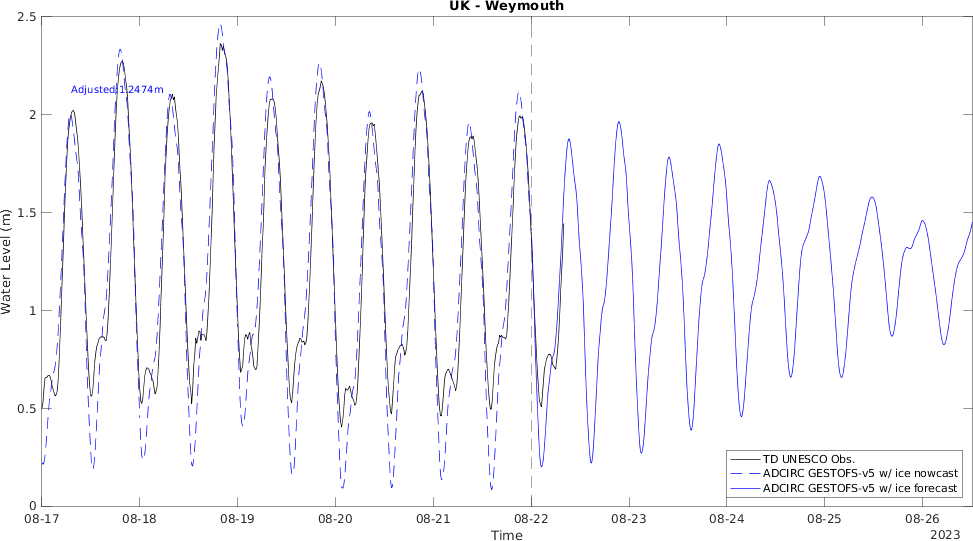 UK - Weymouth
2.5
2
1.5
1
0.5
0
Water Level (m)
Adjusted:1.2474m
TD UNESCO Obs.
ADCIRC GESTOFS-v5 w/ ice nowcast
ADCIRC GESTOFS-v5 w/ ice forecast
08-17 08-18 08-19 08-20 08-21 08-22 08-23 08-24 08-25 08-26
Time
2023